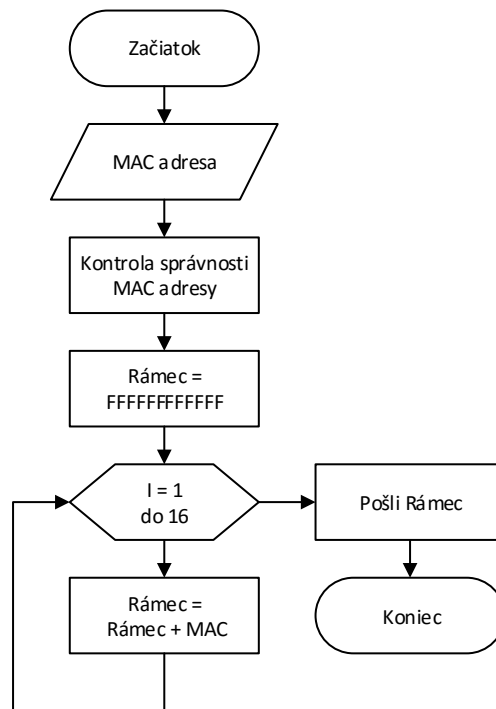 Začiatok
MAC adresa
Kontrola správnosti
MAC adresy
Rámec =
FFFFFFFFFFFF
I = 1
do 16
Pošli Rámec
Rámec =
Rámec + MAC
Koniec